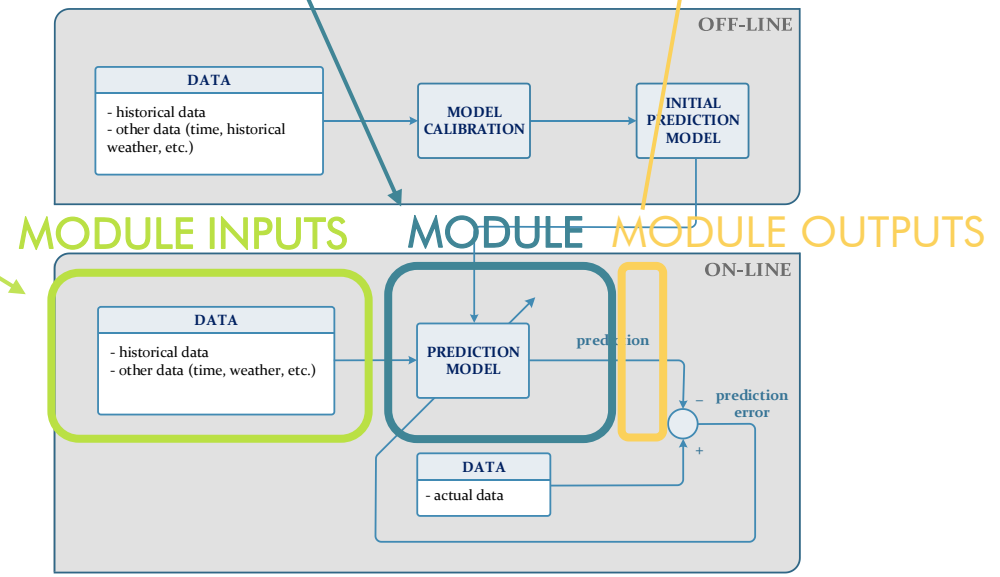 OFF-LINE
DATA
- historical data
- other data (time, historical
weather, etc.)
MODEL
CALIBRATION
INITIAL
PREDICTION
MODEL
MODULE INPUTS
MODULE
MODULE OUTPUTS
ON-LINE
DATA
- historical data
- other data (time, weather, etc.)
PREDICTION
MODEL
prediction
− prediction
error
+
DATA
- actual data